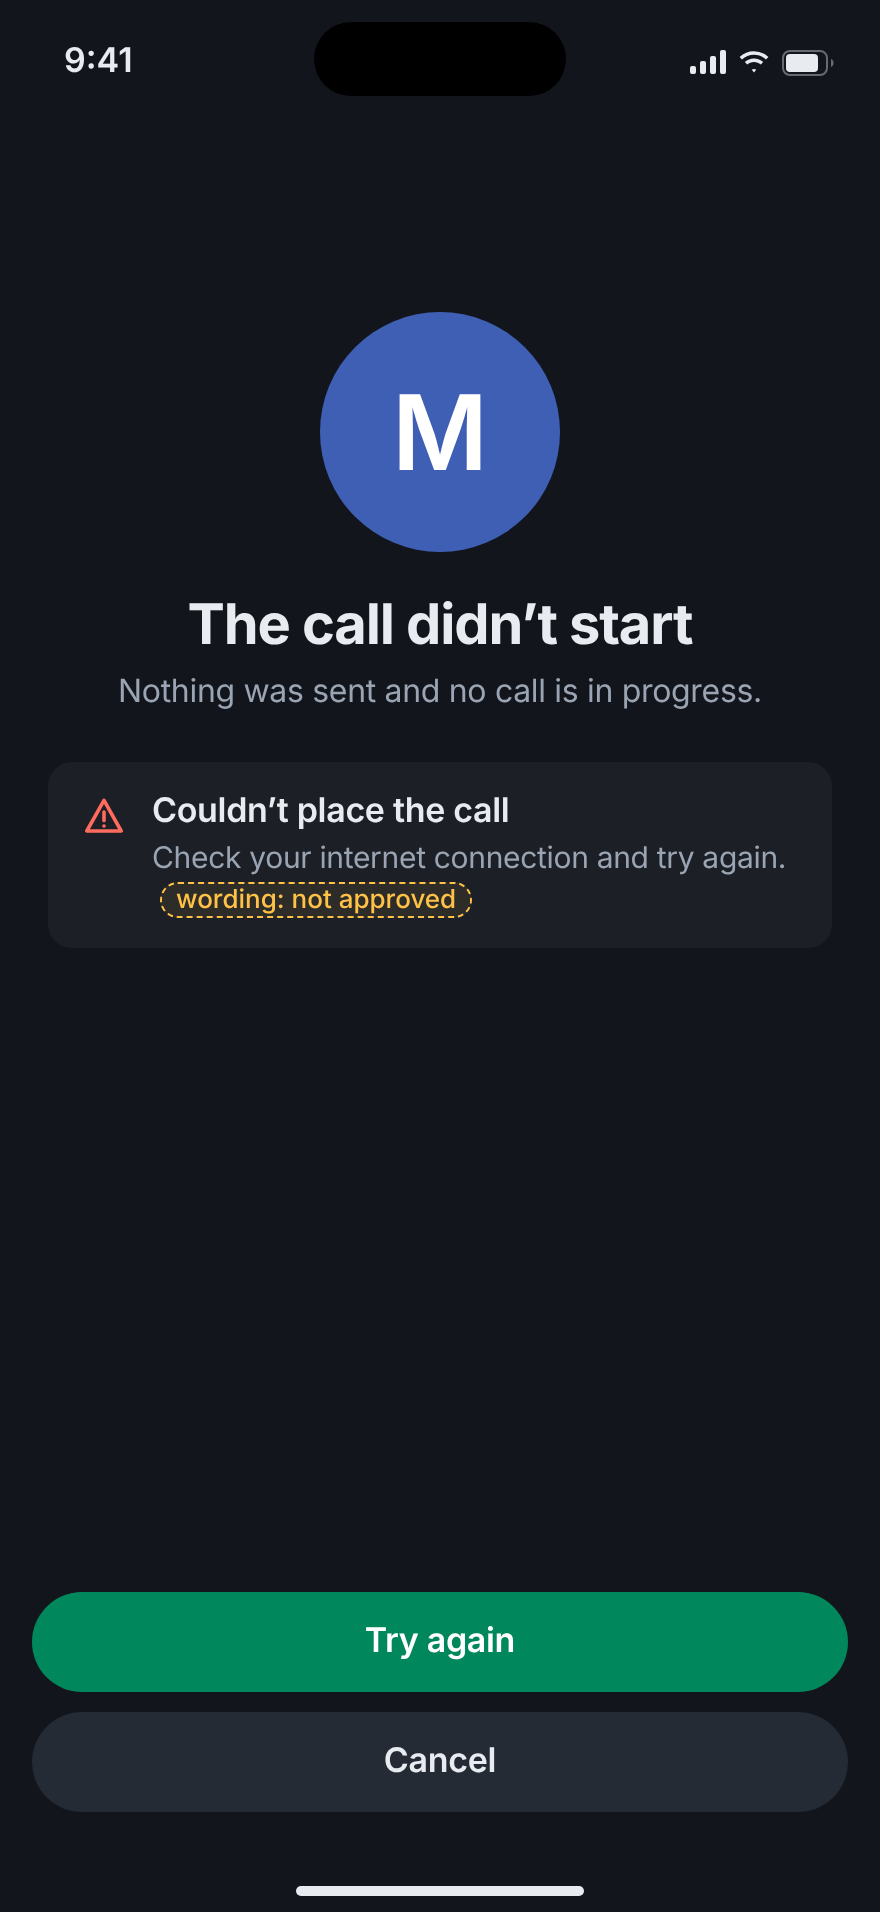 9:41
M
The call didn’t start
Nothing was sent and no call is in progress.
Couldn’t place the call
Check your internet connection and try again.
wording: not approved
Try again
Cancel